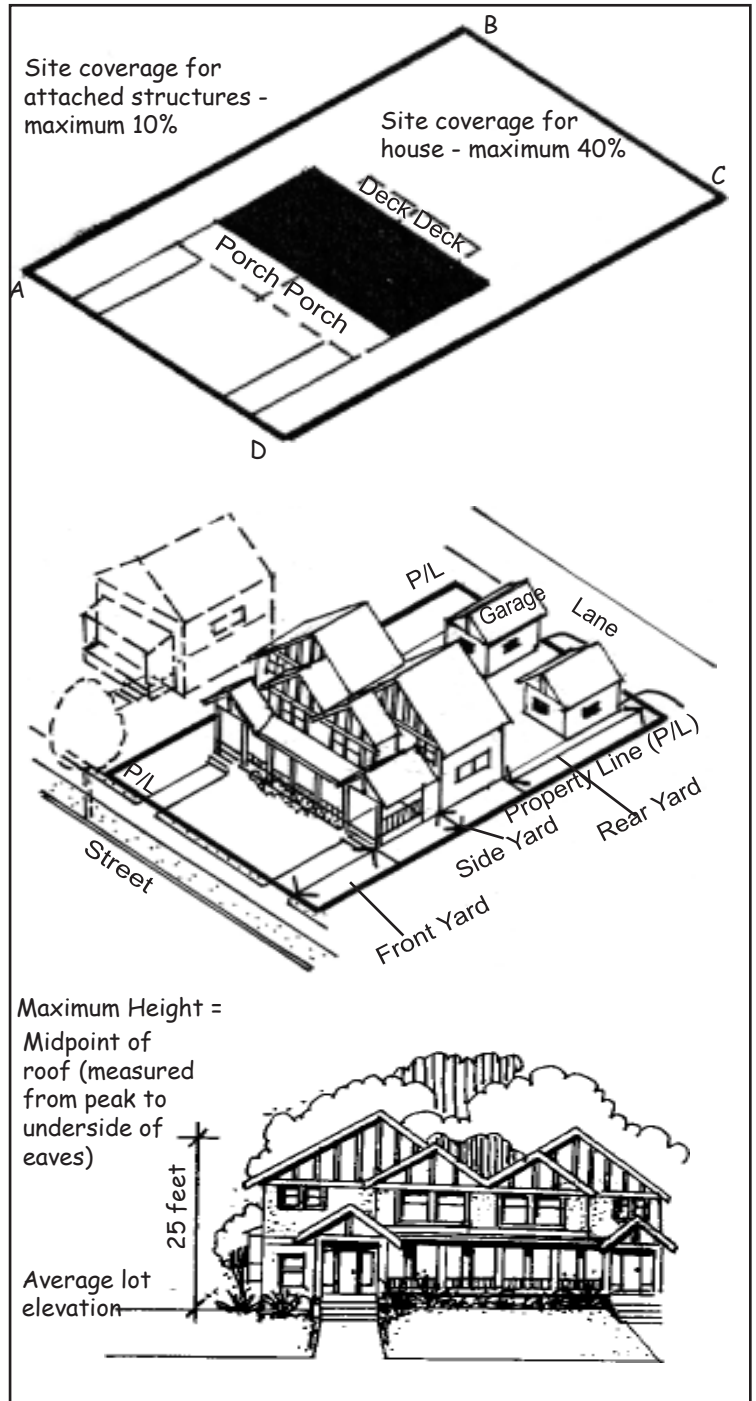 B
Site coverage for
attached structures -
maximum 10%
Site coverage for
house - maximum 40%
C
Deck Deck
A
Porch Porch
D
P/L
Garage
Lane
P/L
Property Line (P/L)
Street
Side Yard
Rear Yard
Front Yard
Maximum Height =
Midpoint of
roof (measured
from peak to
underside of
eaves)
25 feet
Average lot
elevation